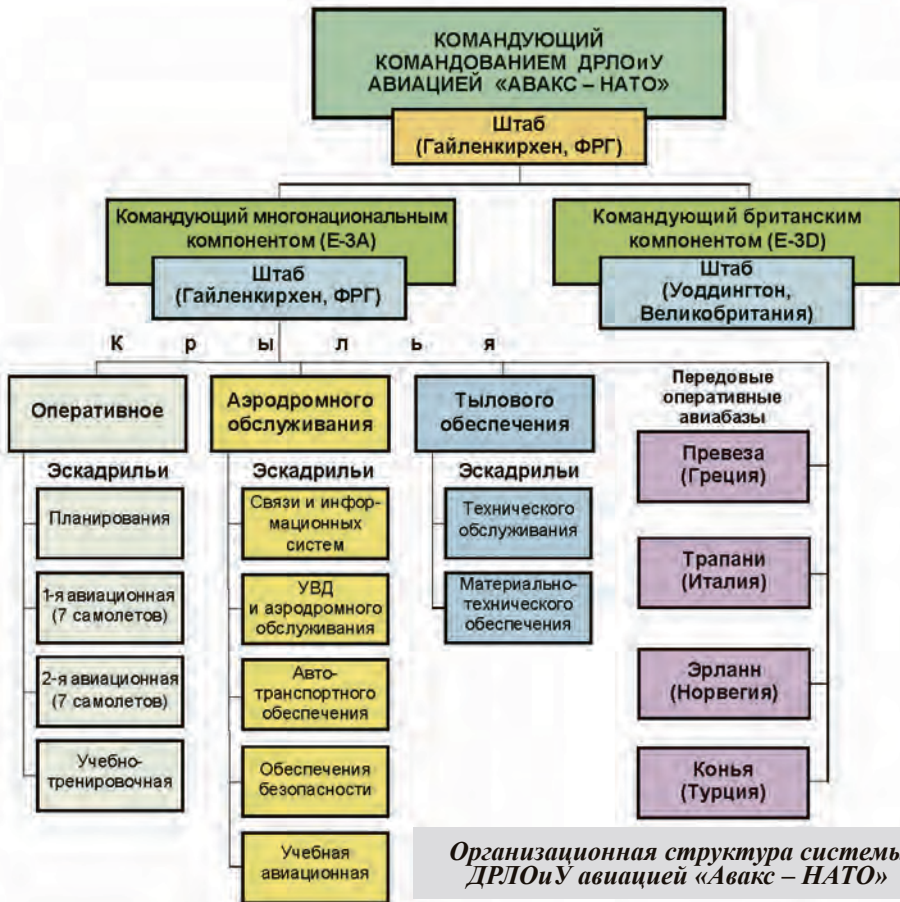 КОМАНДУЮЩИЙ
КОМАНДОВАНИЕМ ДРЛОиУ
АВИАЦИЕЙ «АВАКС – НАТО»
Штаб
(Гайленкирхен, ФРГ)
Командующий многонациональным
компонентом (Е-3А)
Штаб
(Гайленкирхен, ФРГ)
Командующий британским
компонентом (E-3D)
Штаб
(Уоддингтон,
Великобритания)
К р ы л ь я
Оперативное
Эскадрильи
Планирования
1-я авиационная
(7 самолетов)
2-я авиационная
(7 самолетов)
Учебно-
тренировочная
Аэродромного
обслуживания
Эскадрильи
Связи и инфор-
мационных
систем
УВД
и аэродромного
обслуживания
Авто-
транспортного
обеспечения
Обеспечения
безопасности
Учебная
авиационная
Тылового
обеспечения
Эскадрильи
Технического
обслуживания
Материально-
технического
обеспечения
Передовые
оперативные
авиабазы
Превеза
(Греция)
Трапани
(Италия)
Эрланн
(Норвегия)
Конья
(Турция)
Организационная структура системы
ДРЛОиУ авиацией «Авакс – НАТО»